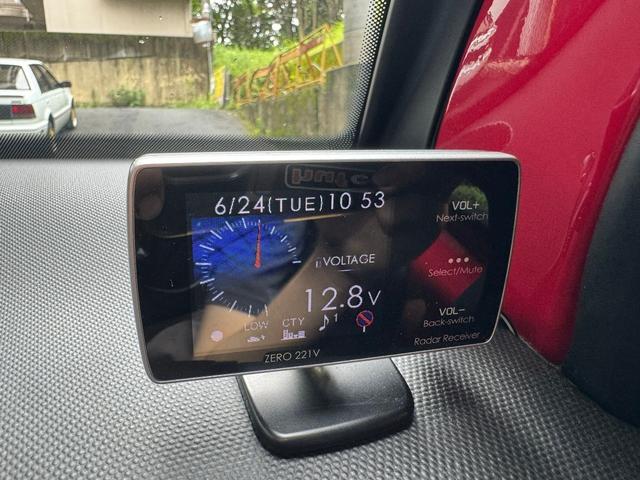 6/24(TUE)10 53
VOLTAGE
12.8V
LOW CTY 1
ZERO 221V
VOL+
Next-switch
Select/Mute
VOL-
Back-switch
Radar Receiver